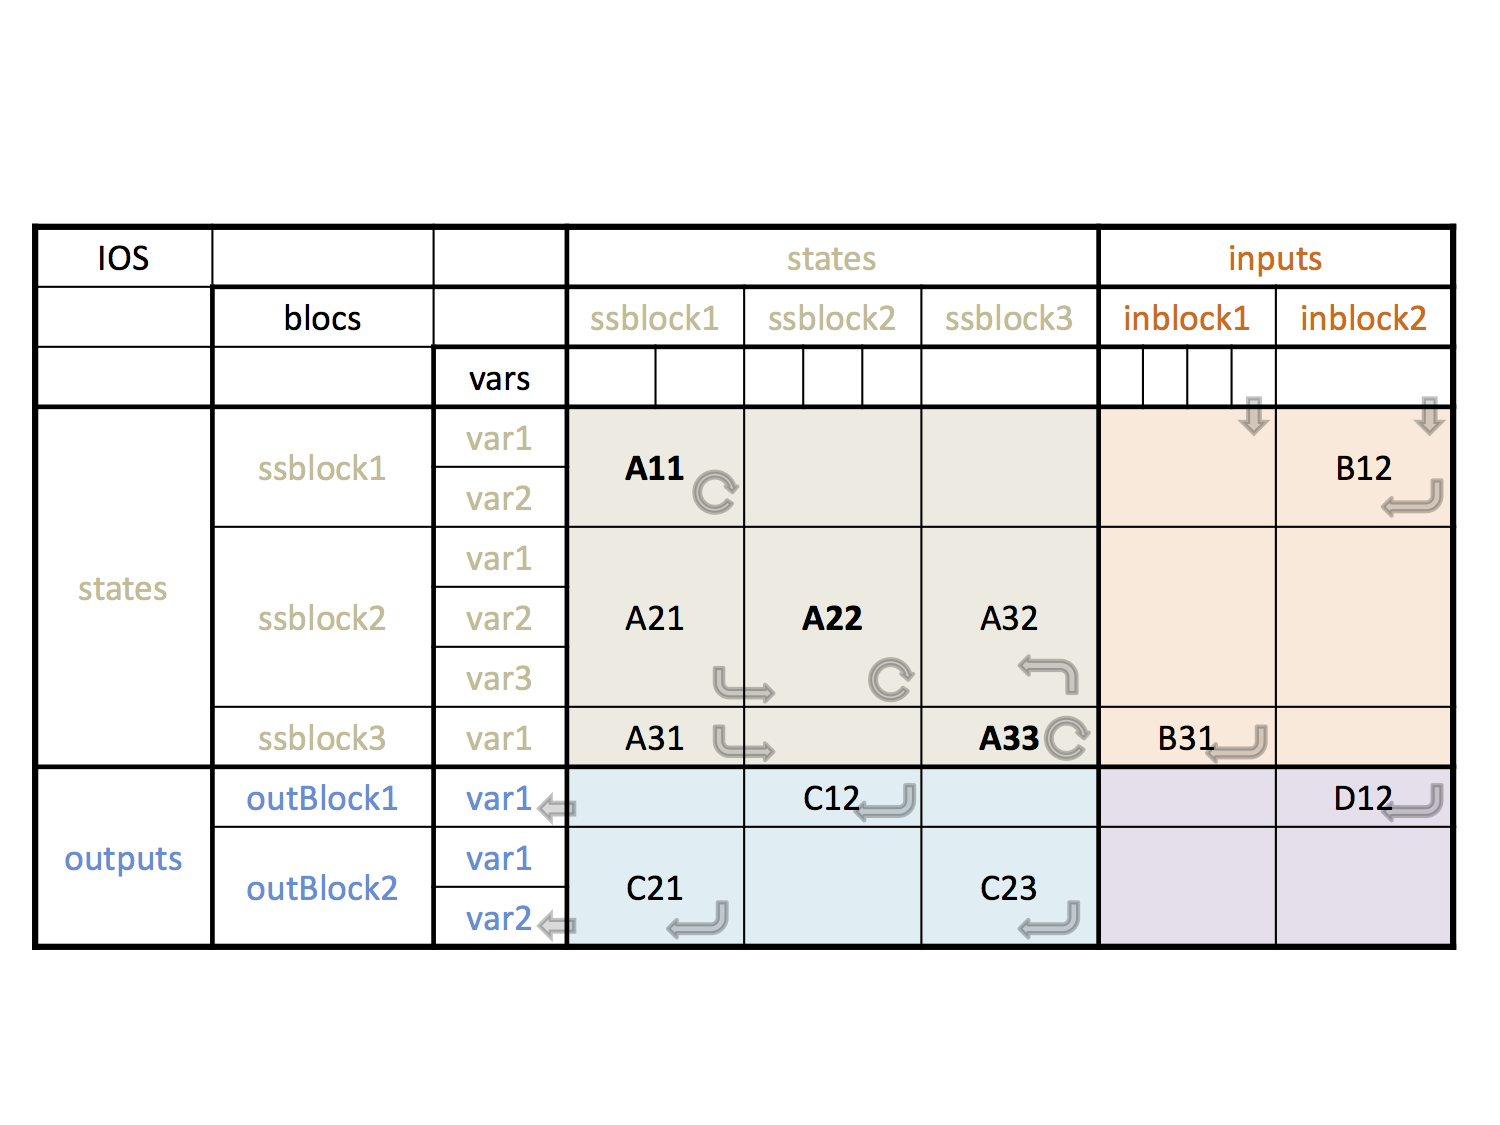 IOS states inputs
blocs ssblock1 ssblock2 ssblock3 inblock1 inblock2
vars
states ssblock1 var1 A11 B12
var2
ssblock2 var1
var2 A21 A22 A32
var3
ssblock3 var1 A31 A33 B31
outputs outBlock1 var1 C12 D12
outBlock2 var1 C21 C23
var2